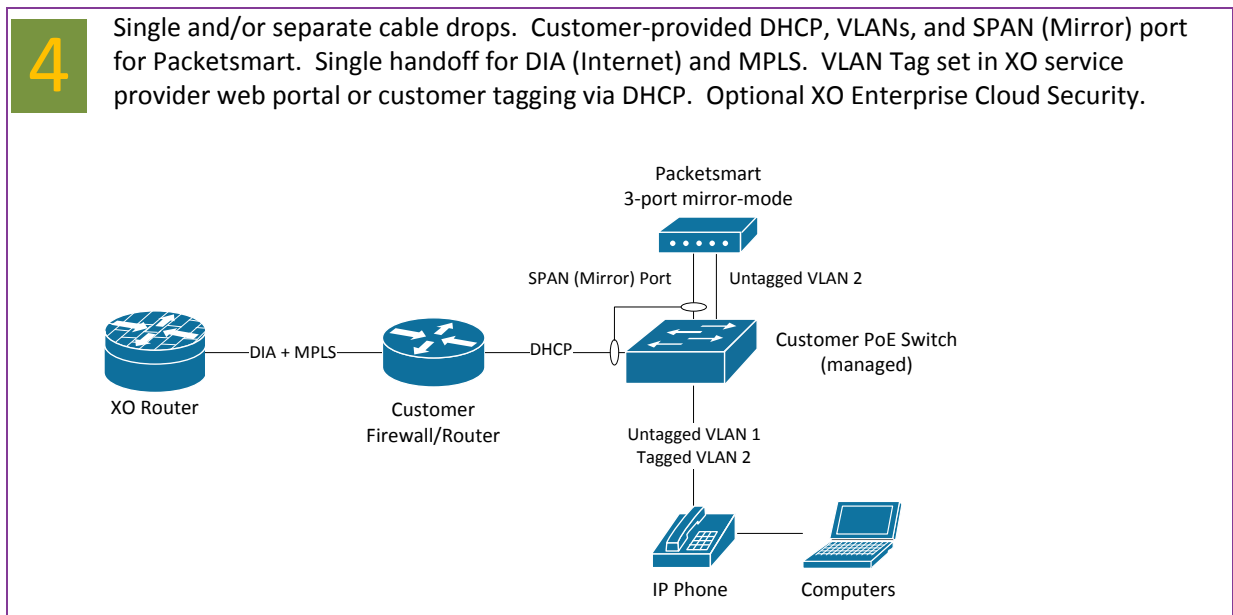 4
Single and/or separate cable drops. Customer-provided DHCP, VLANs, and SPAN (Mirror) port
for Packetsmart. Single handoff for DIA (Internet) and MPLS. VLAN Tag set in XO service
provider web portal or customer tagging via DHCP. Optional XO Enterprise Cloud Security.
Packetsmart
3-port mirror-mode
SPAN (Mirror) Port
Untagged VLAN 2
DIA + MPLS
DHCP
Customer PoE Switch
(managed)
XO Router
Customer
Firewall/Router
Untagged VLAN 1
Tagged VLAN 2
IP Phone
Computers